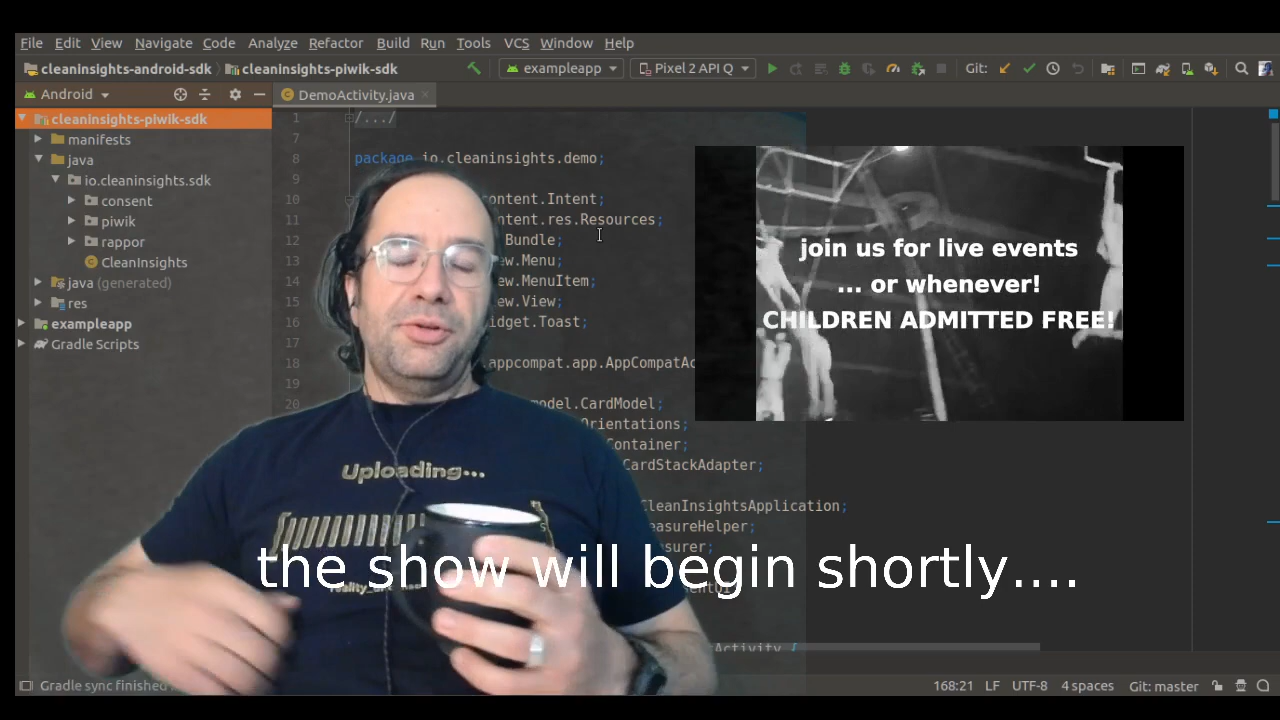 File Edit View Navigate Code Analyze Refactor Build Run Tools VCS Window Help
cleaninsights-android-sdk cleaninsights-piwik-sdk exampleapp Pixel 2 API Q Git:
Android DemoActivity.java
cleaninsights-piwik-sdk
manifests
java
io.cleaninsights.sdk
consent
piwik
rappor
CleanInsights
java (generated)
res
exampleapp
Gradle Scripts
1 /.../
7
8 package io.cleaninsights.demo;
9
10 ontent.Intent;
11 ntent.res.Resources;
12 Bundle;
13 ew.Menu;
14 ew.MenuItem;
15 ew.View;
16 idget.Toast;
17
18 appcompat.app.AppCompatAc
19
20 model.CardModel;
Orientations;
Container;
CardStackAdapter;
CleanInsightsApplication;
easureHelper;
surer;
entUI
Activity {
join us for live events
... or whenever!
CHILDREN ADMITTED FREE!
Uploading...
the show will begin shortly....
Gradle sync finished
168:21 LF UTF-8 4 spaces Git: master